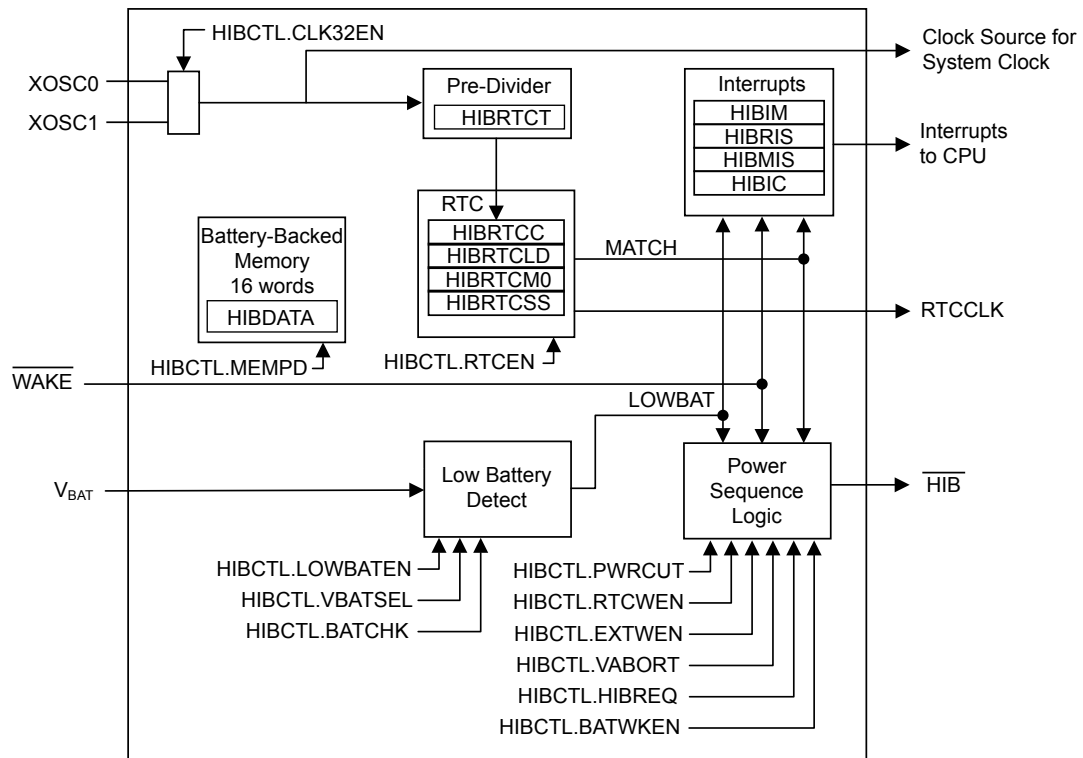 HIBCTL.CLK32EN
Clock Source for
System Clock
XOSC0
XOSC1
Pre-Divider
HIBRTCT
Interrupts
HIBIM
HIBRIS
HIBMIS
HIBIC
Interrupts
to CPU
RTC
HIBRTCC
HIBRTCLD
HIBRTCM0
HIBRTCSS
MATCH
RTCCLK
Battery-Backed
Memory
16 words
HIBDATA
HIBCTL.MEMPD
HIBCTL.RTCEN
WAKE
LOWBAT
VBAT
Low Battery
Detect
Power
Sequence
Logic
HIB
HIBCTL.LOWBATEN
HIBCTL.VBATSEL
HIBCTL.BATCHK
HIBCTL.PWRCUT
HIBCTL.RTCWEN
HIBCTL.EXTWEN
HIBCTL.VABORT
HIBCTL.HIBREQ
HIBCTL.BATWKEN